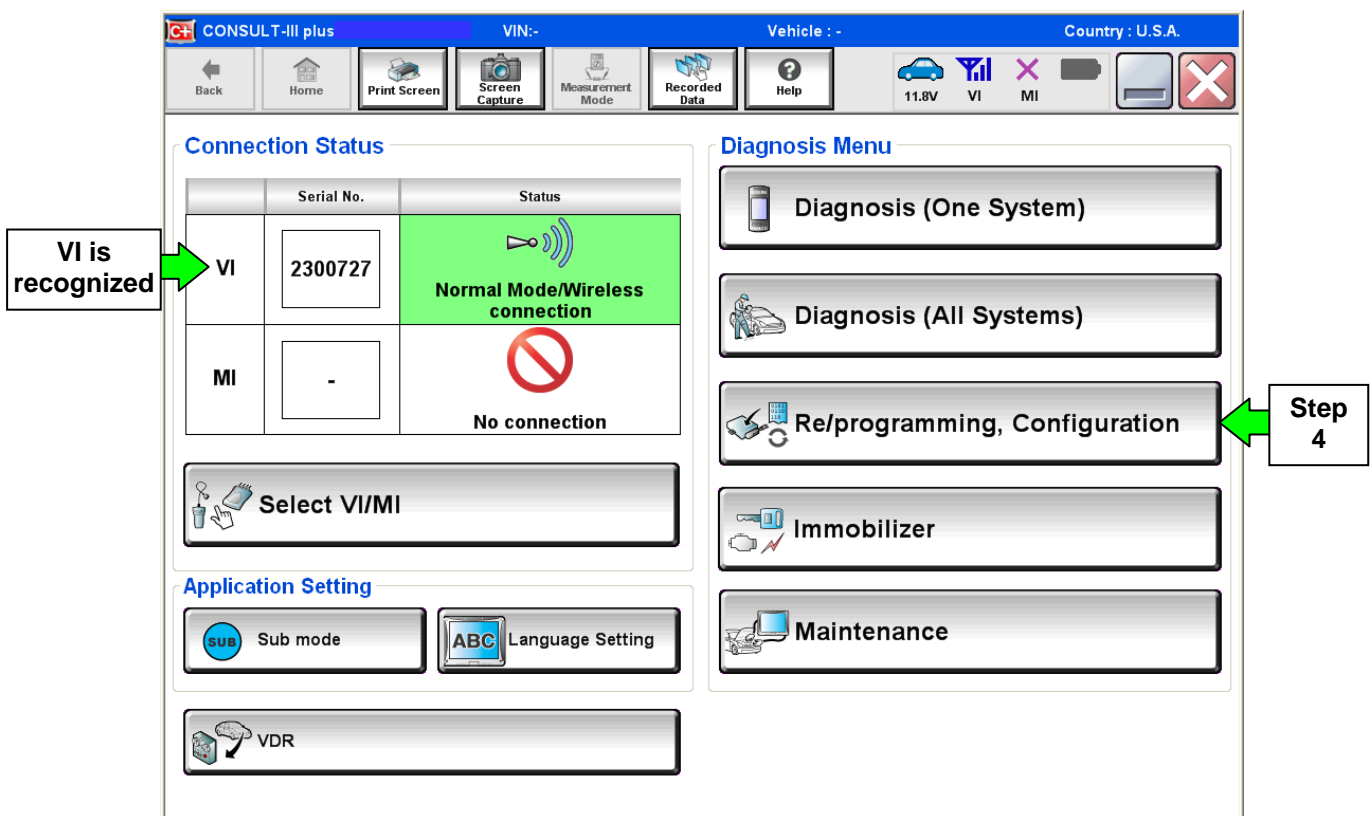 C+ CONSULT-III plus VIN:- Vehicle : - Country : U.S.A.
Back
Home
Print Screen
Screen
Capture
Measurement
Mode
Recorded
Data
Help
11.8V
VI
MI
Connection Status
Serial No. Status
VI is
recognized
VI
2300727
Normal Mode/Wireless
connection
MI
-
No connection
Select VI/MI
Application Setting
SUB Sub mode
ABC Language Setting
VDR
Diagnosis Menu
Diagnosis (One System)
Diagnosis (All Systems)
Re/programming, Configuration
Step
4
Immobilizer
Maintenance